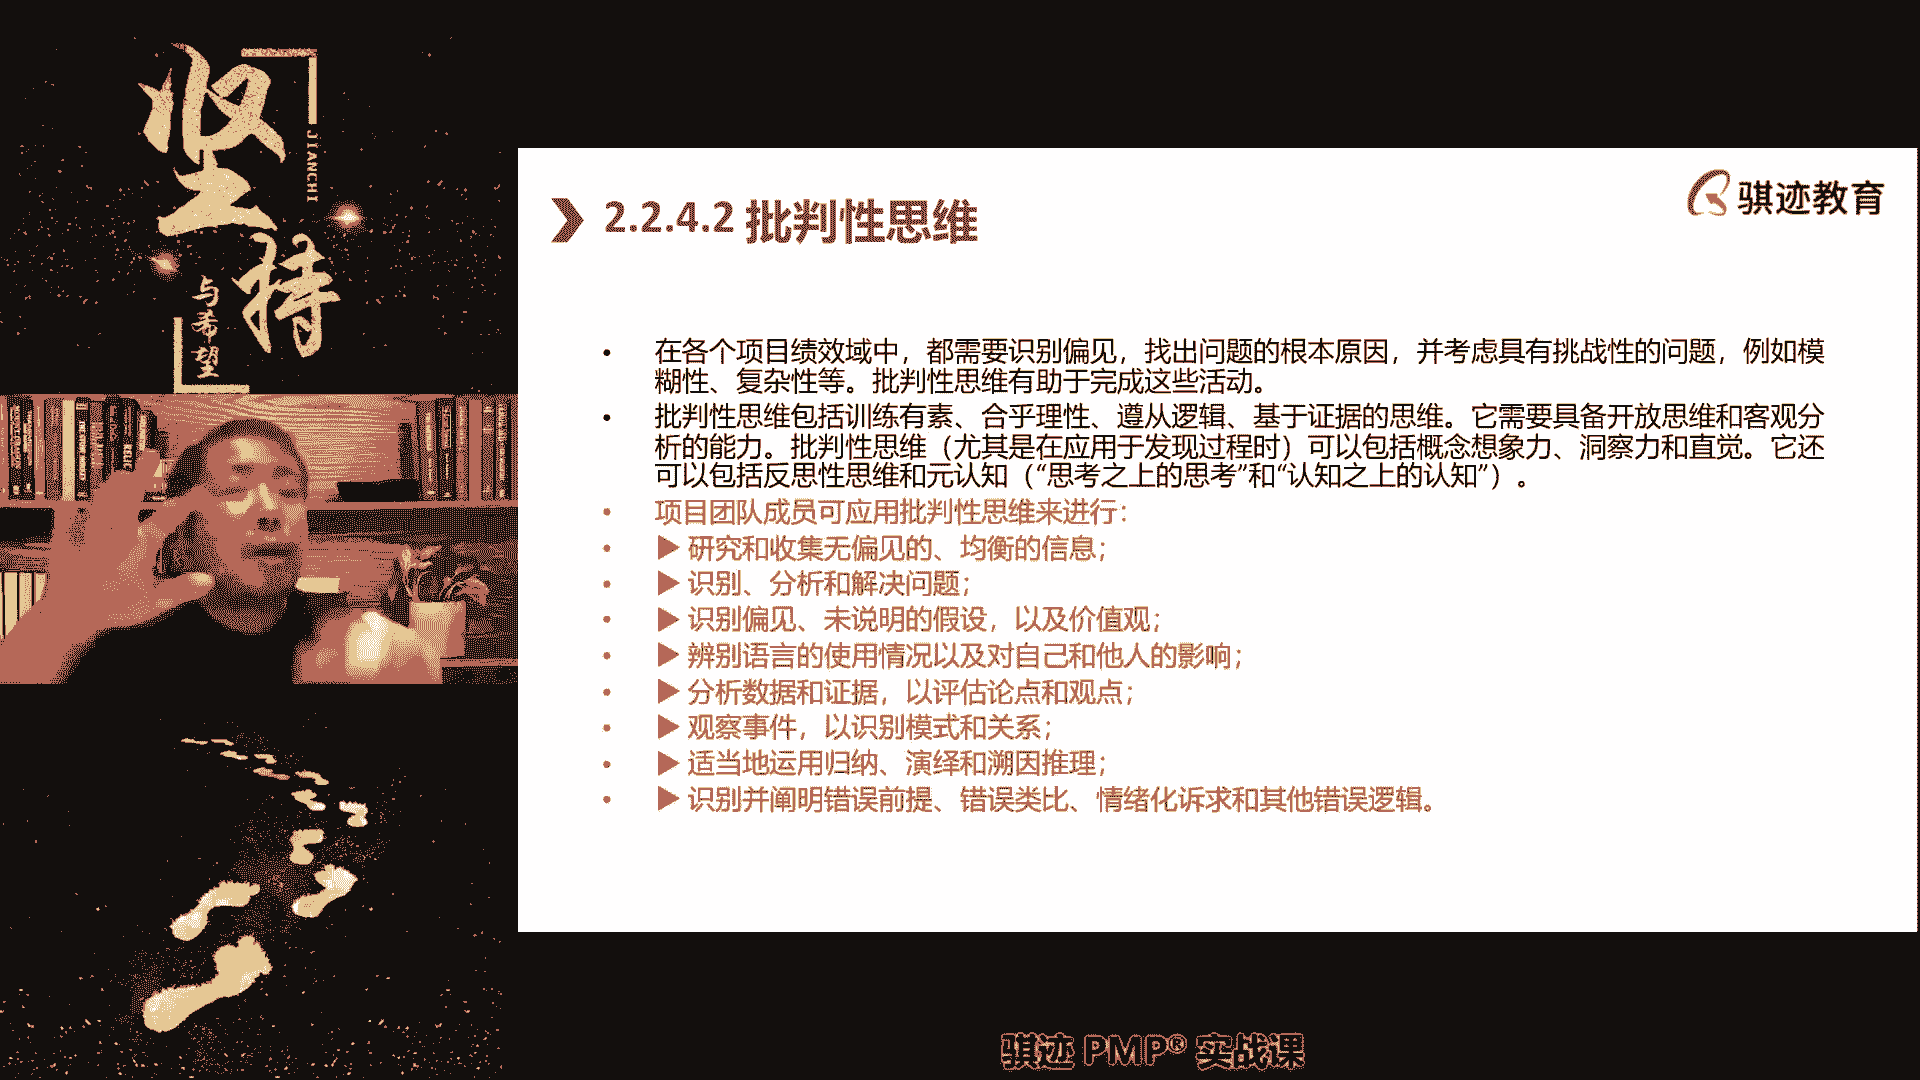 坚持
JIANCHI
与希望
骐迹教育
2.2.4.2 批判性思维
• 在各个项目绩效域中，都需要识别偏见，找出问题的根本原因，并考虑具有挑战性的问题，例如模
糊性、复杂性等。批判性思维有助于完成这些活动。
• 批判性思维包括训练有素、合乎理性、遵从逻辑、基于证据的思维。它需要具备开放思维和客观分
析的能力。批判性思维（尤其是在应用于发现过程时）可以包括概念想象力、洞察力和直觉。它还
可以包括反思性思维和元认知（“思考之上的思考”和“认知之上的认知”）。
• 项目团队成员可应用批判性思维来进行：
• ▶ 研究和收集无偏见的、均衡的信息；
• ▶ 识别、分析和解决问题；
• ▶ 识别偏见、未说明的假设，以及价值观；
• ▶ 辨别语言的使用情况以及对自己和他人的影响；
• ▶ 分析数据和证据，以评估论点和观点；
• ▶ 观察事件，以识别模式和关系；
• ▶ 适当地运用归纳、演绎和溯因推理；
• ▶ 识别并阐明错误前提、错误类比、情绪化诉求和其他错误逻辑。
骐迹 PMP® 实战课